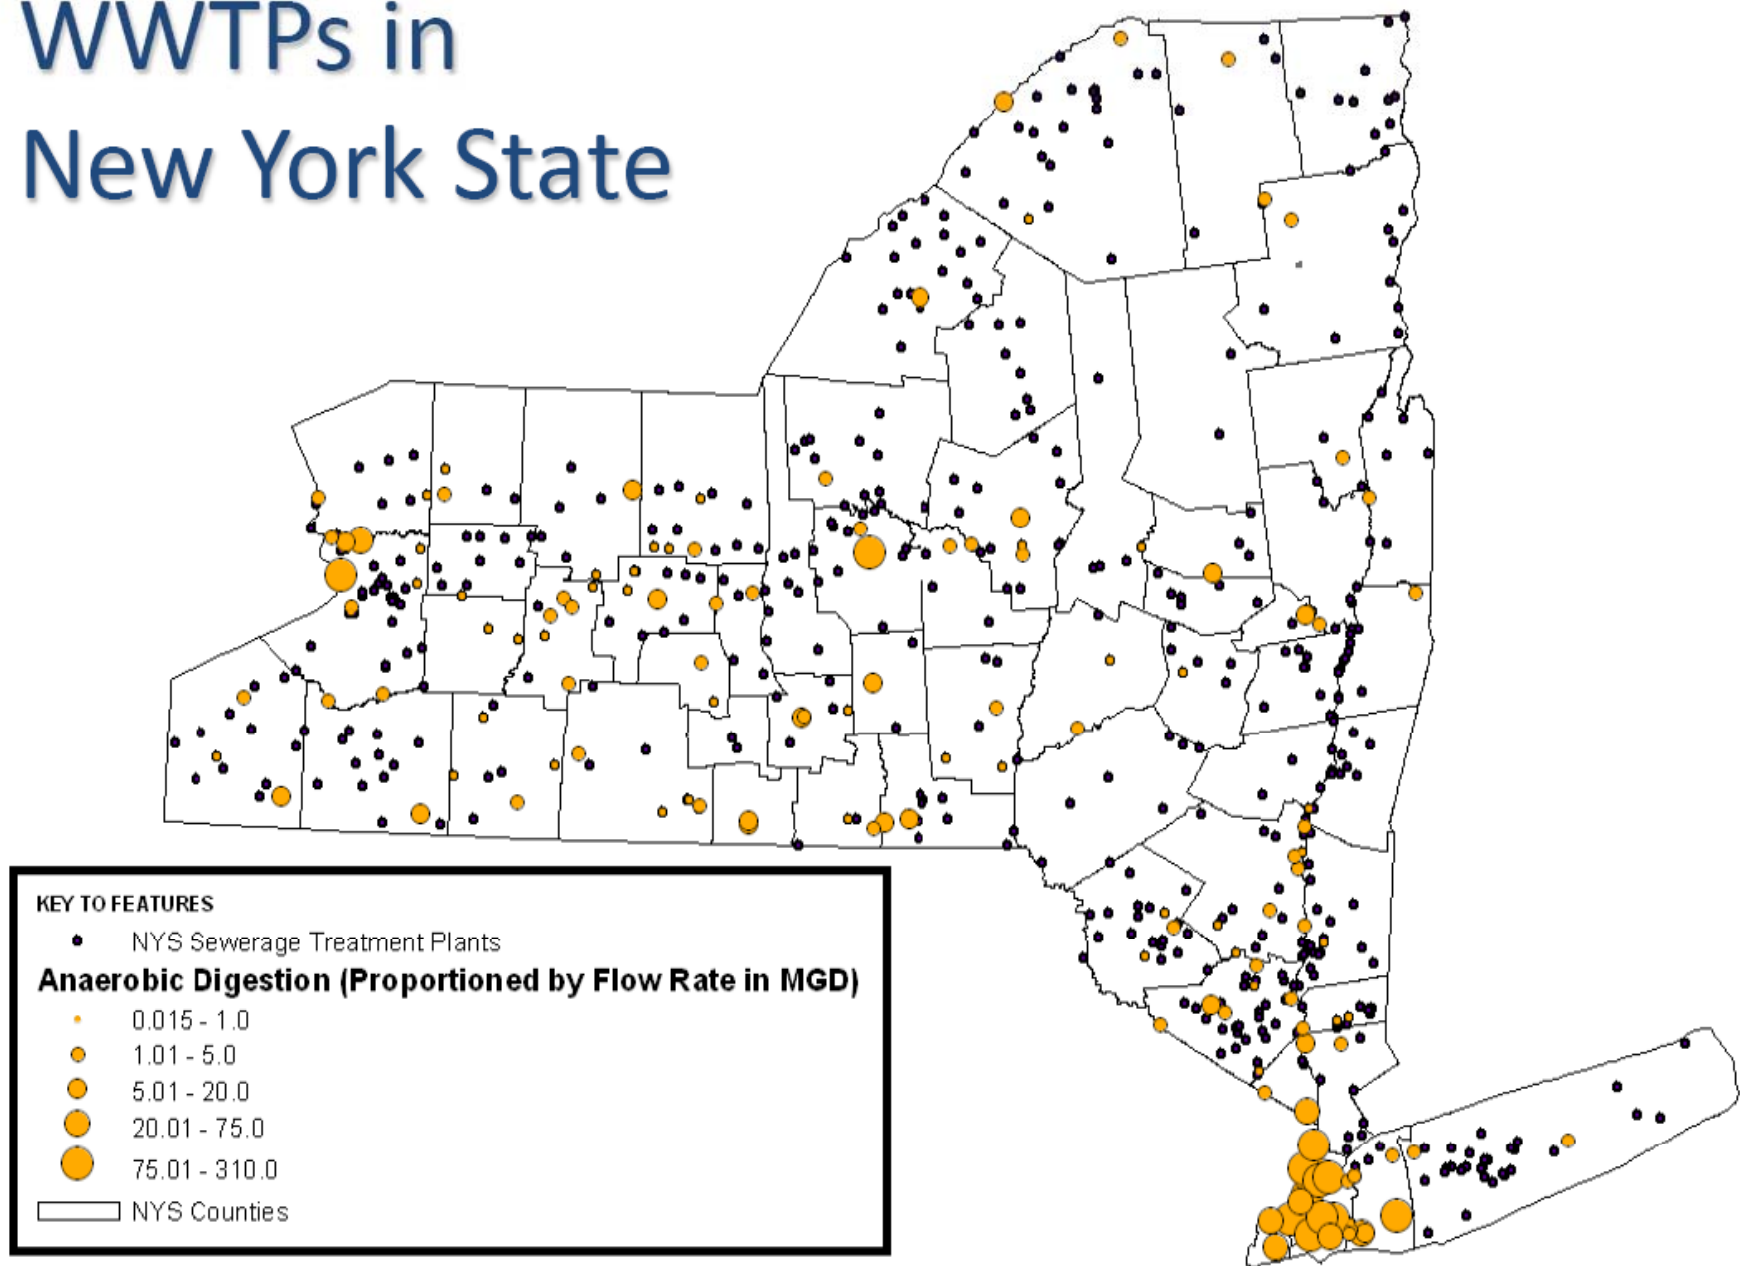 WWTPs in
New York State
KEY TO FEATURES
NYS Sewerage Treatment Plants
Anaerobic Digestion (Proportioned by Flow Rate in MGD)
0.015 - 1.0
1.01 - 5.0
5.01 - 20.0
20.01 - 75.0
75.01 - 310.0
NYS Counties